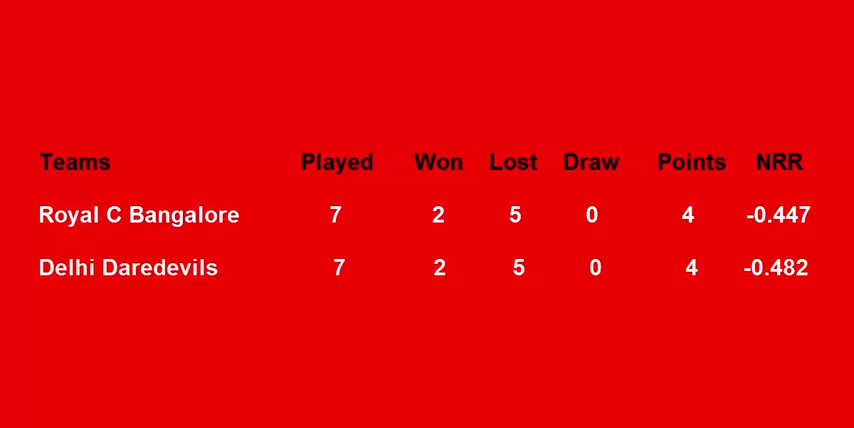 Teams Played Won Lost Draw Points NRR
Royal C Bangalore 7 2 5 0 4 -0.447
Delhi Daredevils 7 2 5 0 4 -0.482